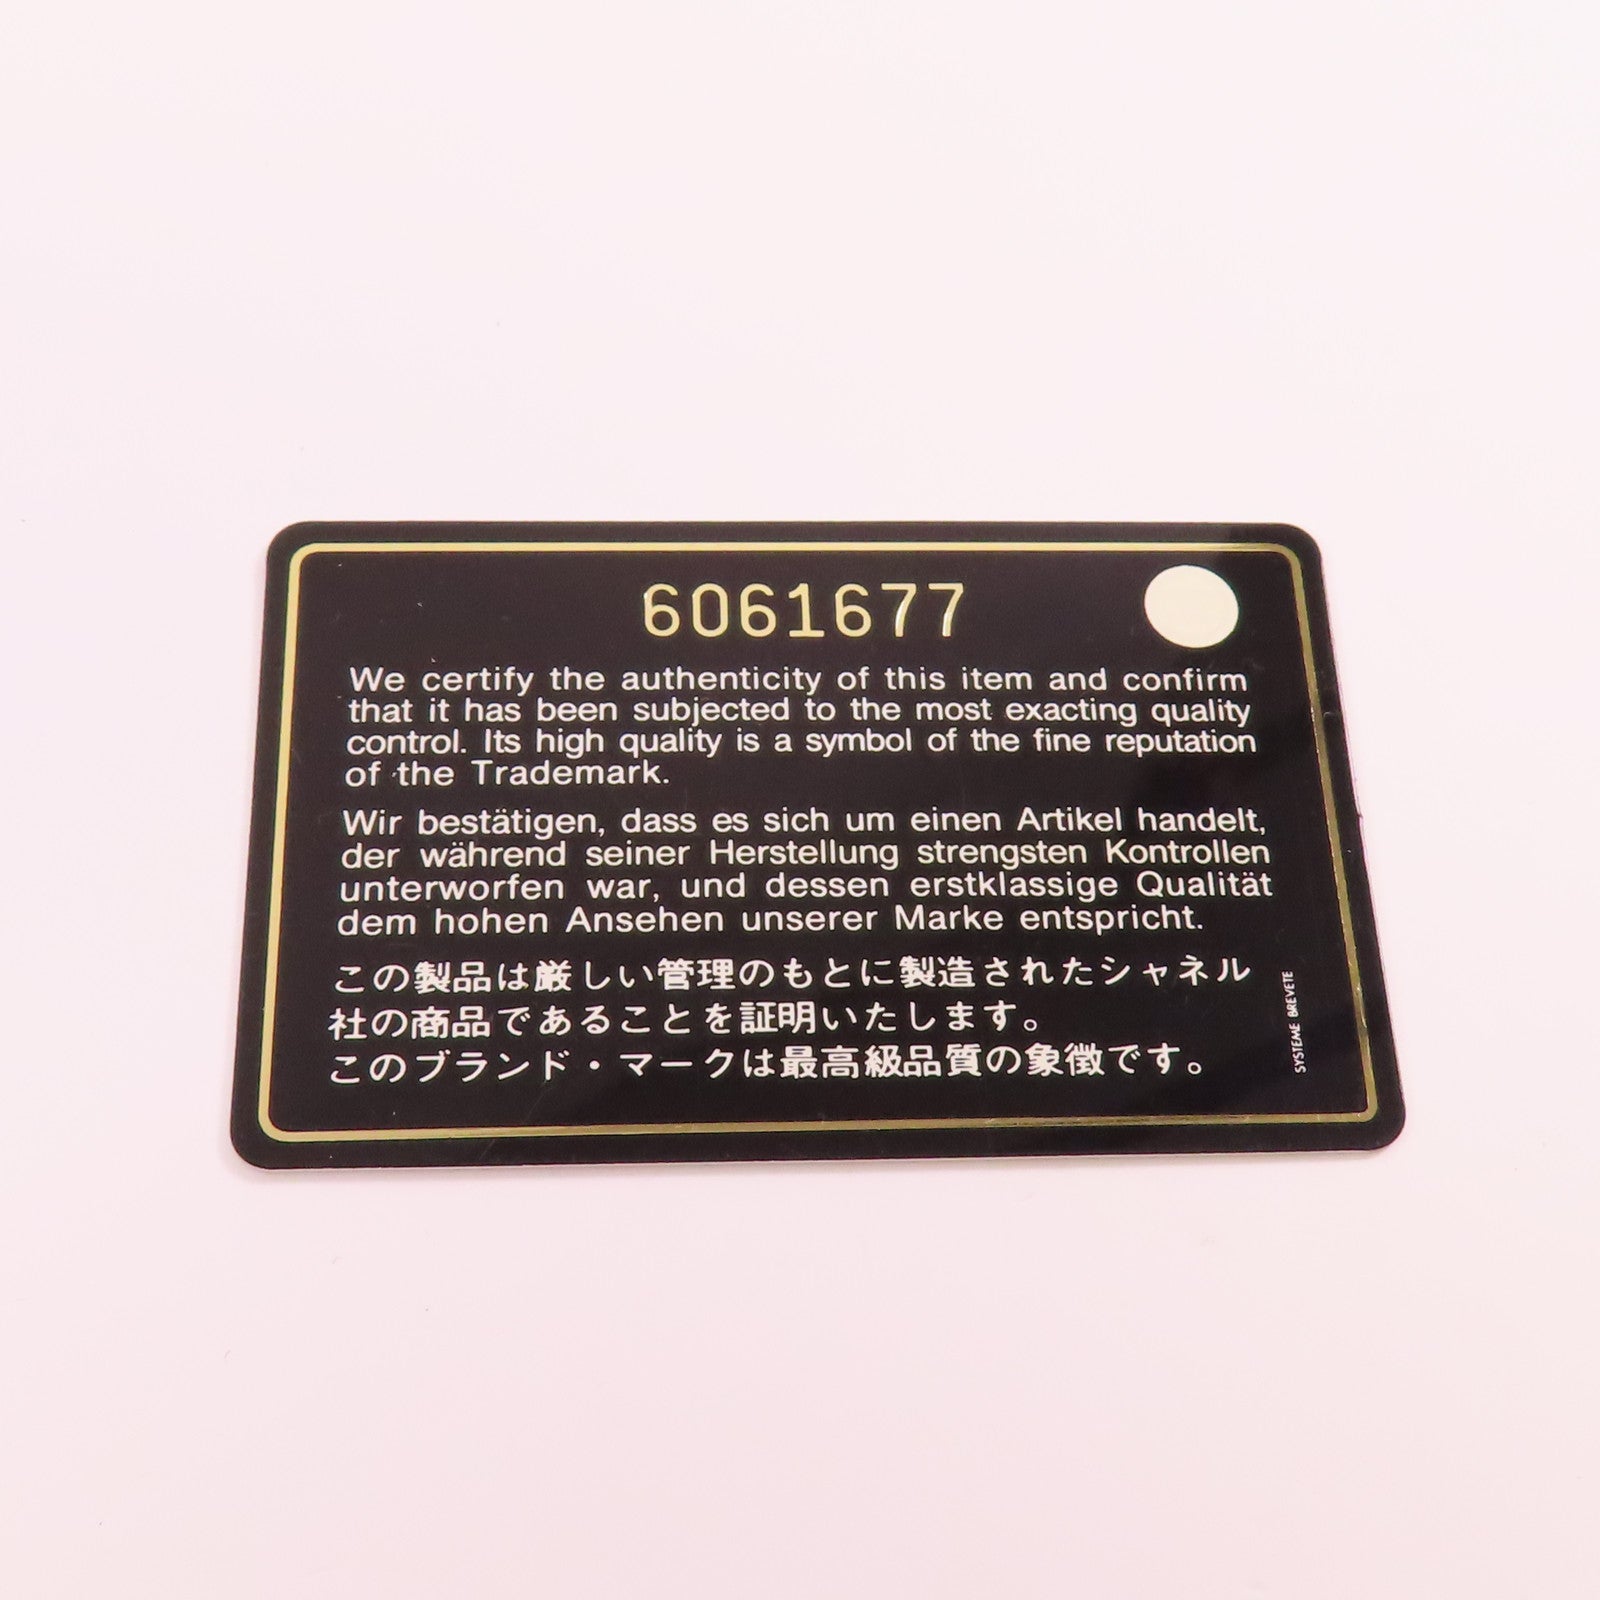 6061677
We certify the authenticity of this item and confirm
that it has been subjected to the most exacting quality
control. Its high quality is a symbol of the fine reputation
of the Trademark.
Wir bestätigen, dass es sich um einen Artikel handelt,
der während seiner Herstellung strengsten Kontrollen
unterworfen war, und dessen erstklassige Qualität
dem hohen Ansehen unserer Marke entspricht.
この製品は厳しい管理のもとに製造されたシャネル
社の商品であることを証明いたします。
このブランド・マークは最高級品質の象徴です。
SYSTEME BREVETE